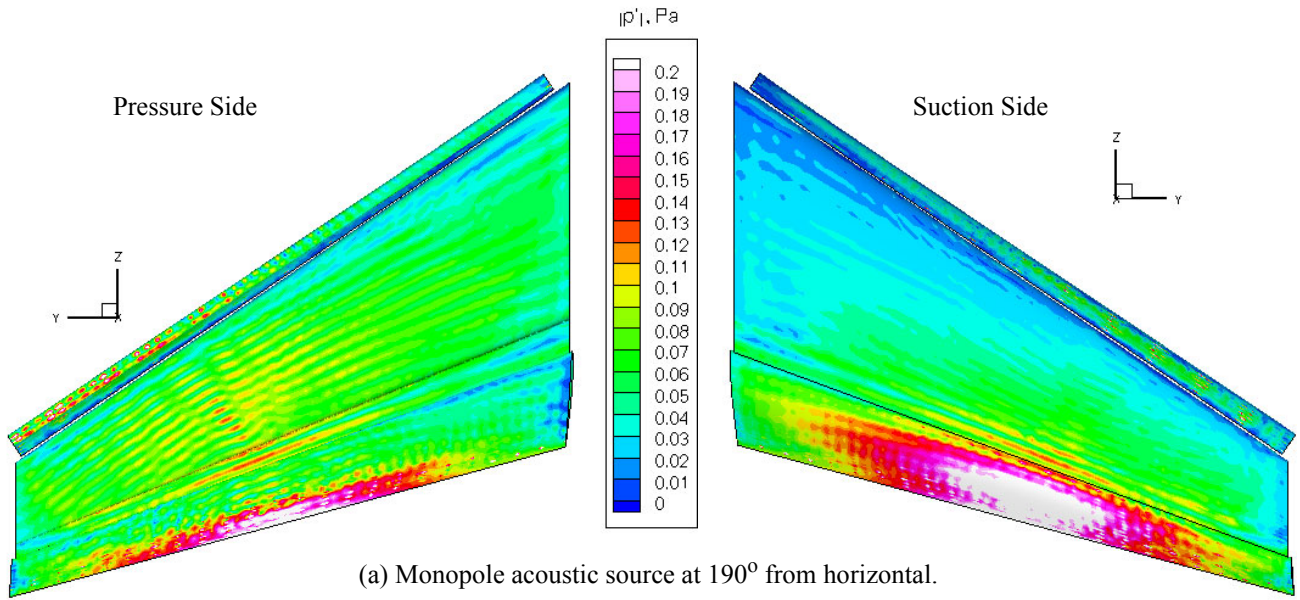 |p'|, Pa
Pressure Side
Suction Side
0.2
0.19
0.18
0.17
0.16
0.15
0.14
0.13
0.12
0.11
0.1
0.09
0.08
0.07
0.06
0.05
0.04
0.03
0.02
0.01
0
Z
Y
X
Z
X
Y
(a) Monopole acoustic source at 190° from horizontal.